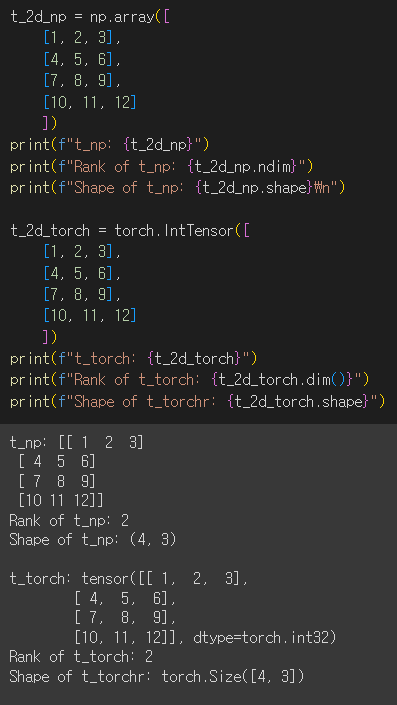 t_2d_np = np.array([
    [1, 2, 3],
    [4, 5, 6],
    [7, 8, 9],
    [10, 11, 12]
    ])
print(f"t_np: {t_2d_np}")
print(f"Rank of t_np: {t_2d_np.ndim}")
print(f"Shape of t_np: {t_2d_np.shape}₩n")

t_2d_torch = torch.IntTensor([
    [1, 2, 3],
    [4, 5, 6],
    [7, 8, 9],
    [10, 11, 12]
    ])
print(f"t_torch: {t_2d_torch}")
print(f"Rank of t_torch: {t_2d_torch.dim()}")
print(f"Shape of t_torchr: {t_2d_torch.shape}")
t_np: [[ 1  2  3]
 [ 4  5  6]
 [ 7  8  9]
 [10 11 12]]
Rank of t_np: 2
Shape of t_np: (4, 3)

t_torch: tensor([[ 1,  2,  3],
        [ 4,  5,  6],
        [ 7,  8,  9],
        [10, 11, 12]], dtype=torch.int32)
Rank of t_torch: 2
Shape of t_torchr: torch.Size([4, 3])